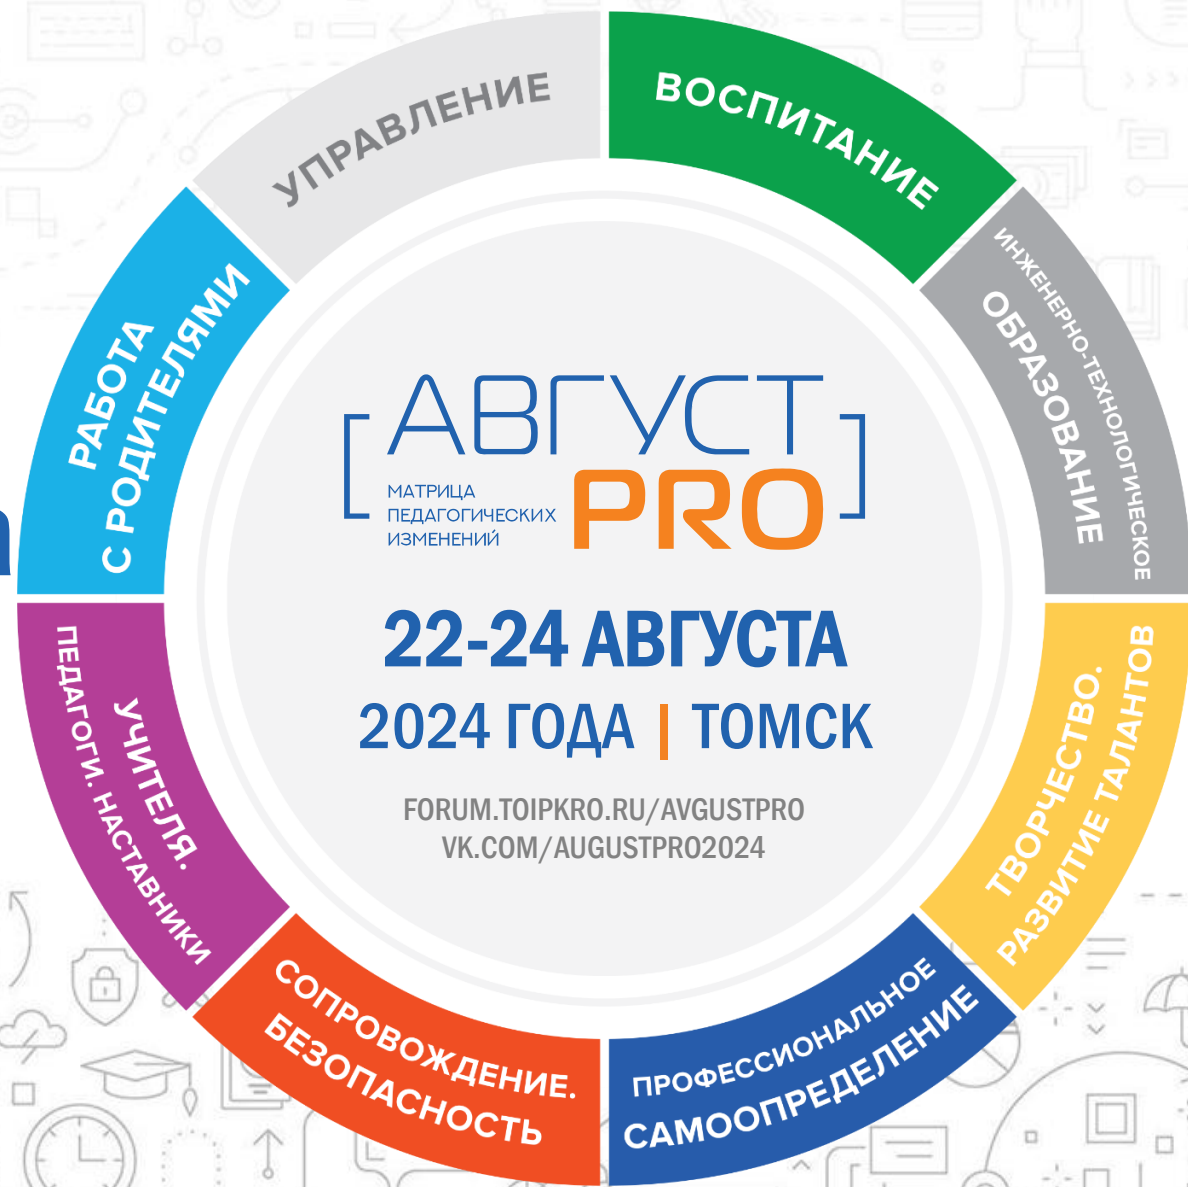 УПРАВЛЕНИЕ
ВОСПИТАНИЕ
ИНЖЕНЕРНО-ТЕХНОЛОГИЧЕСКОЕ
ОБРАЗОВАНИЕ
ТВОРЧЕСТВО.
РАЗВИТИЕ ТАЛАНТОВ
ПРОФЕССИОНАЛЬНОЕ
САМООПРЕДЕЛЕНИЕ
СОПРОВОЖДЕНИЕ.
БЕЗОПАСНОСТЬ
УЧИТЕЛЯ.
ПЕДАГОГИ. НАСТАВНИКИ
РАБОТА
С РОДИТЕЛЯМИ
[АВГУСТ
PRO]
МАТРИЦА
ПЕДАГОГИЧЕСКИХ
ИЗМЕНЕНИЙ
22-24 АВГУСТА
2024 ГОДА | ТОМСК
FORUM.TOIPKRO.RU/AVGUSTPRO
VK.COM/AUGUSTPRO2024